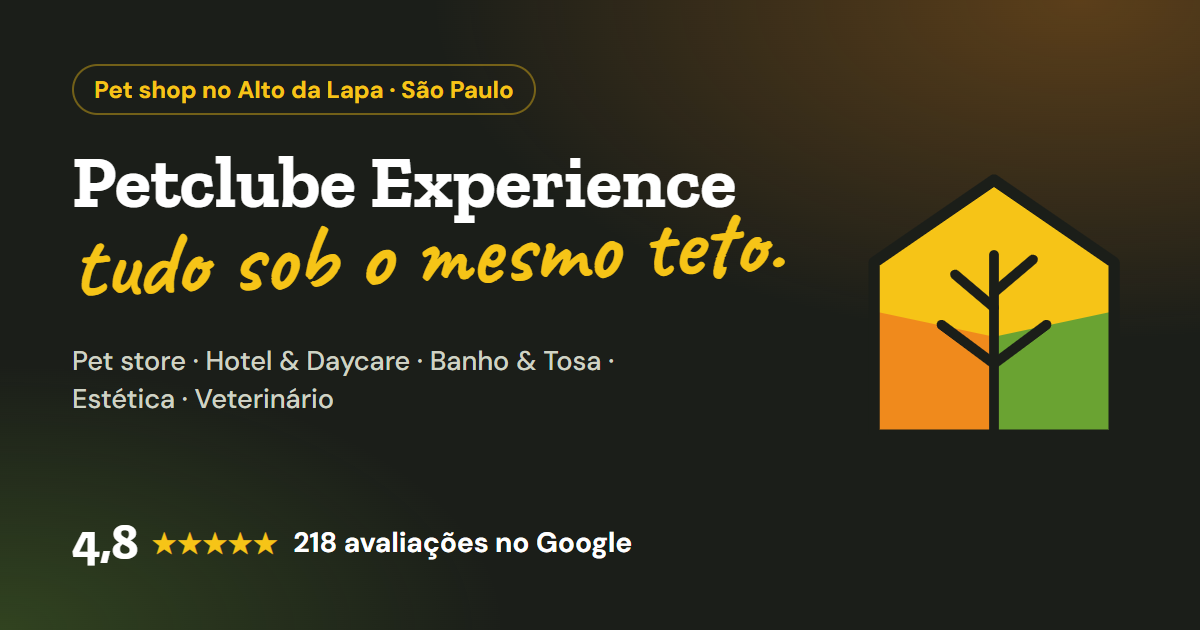 Pet shop no Alto da Lapa · São Paulo
Petclube Experience
tudo sob o mesmo teto.
Pet store · Hotel & Daycare · Banho & Tosa ·
Estética · Veterinário
4,8 ★★★★★ 218 avaliações no Google